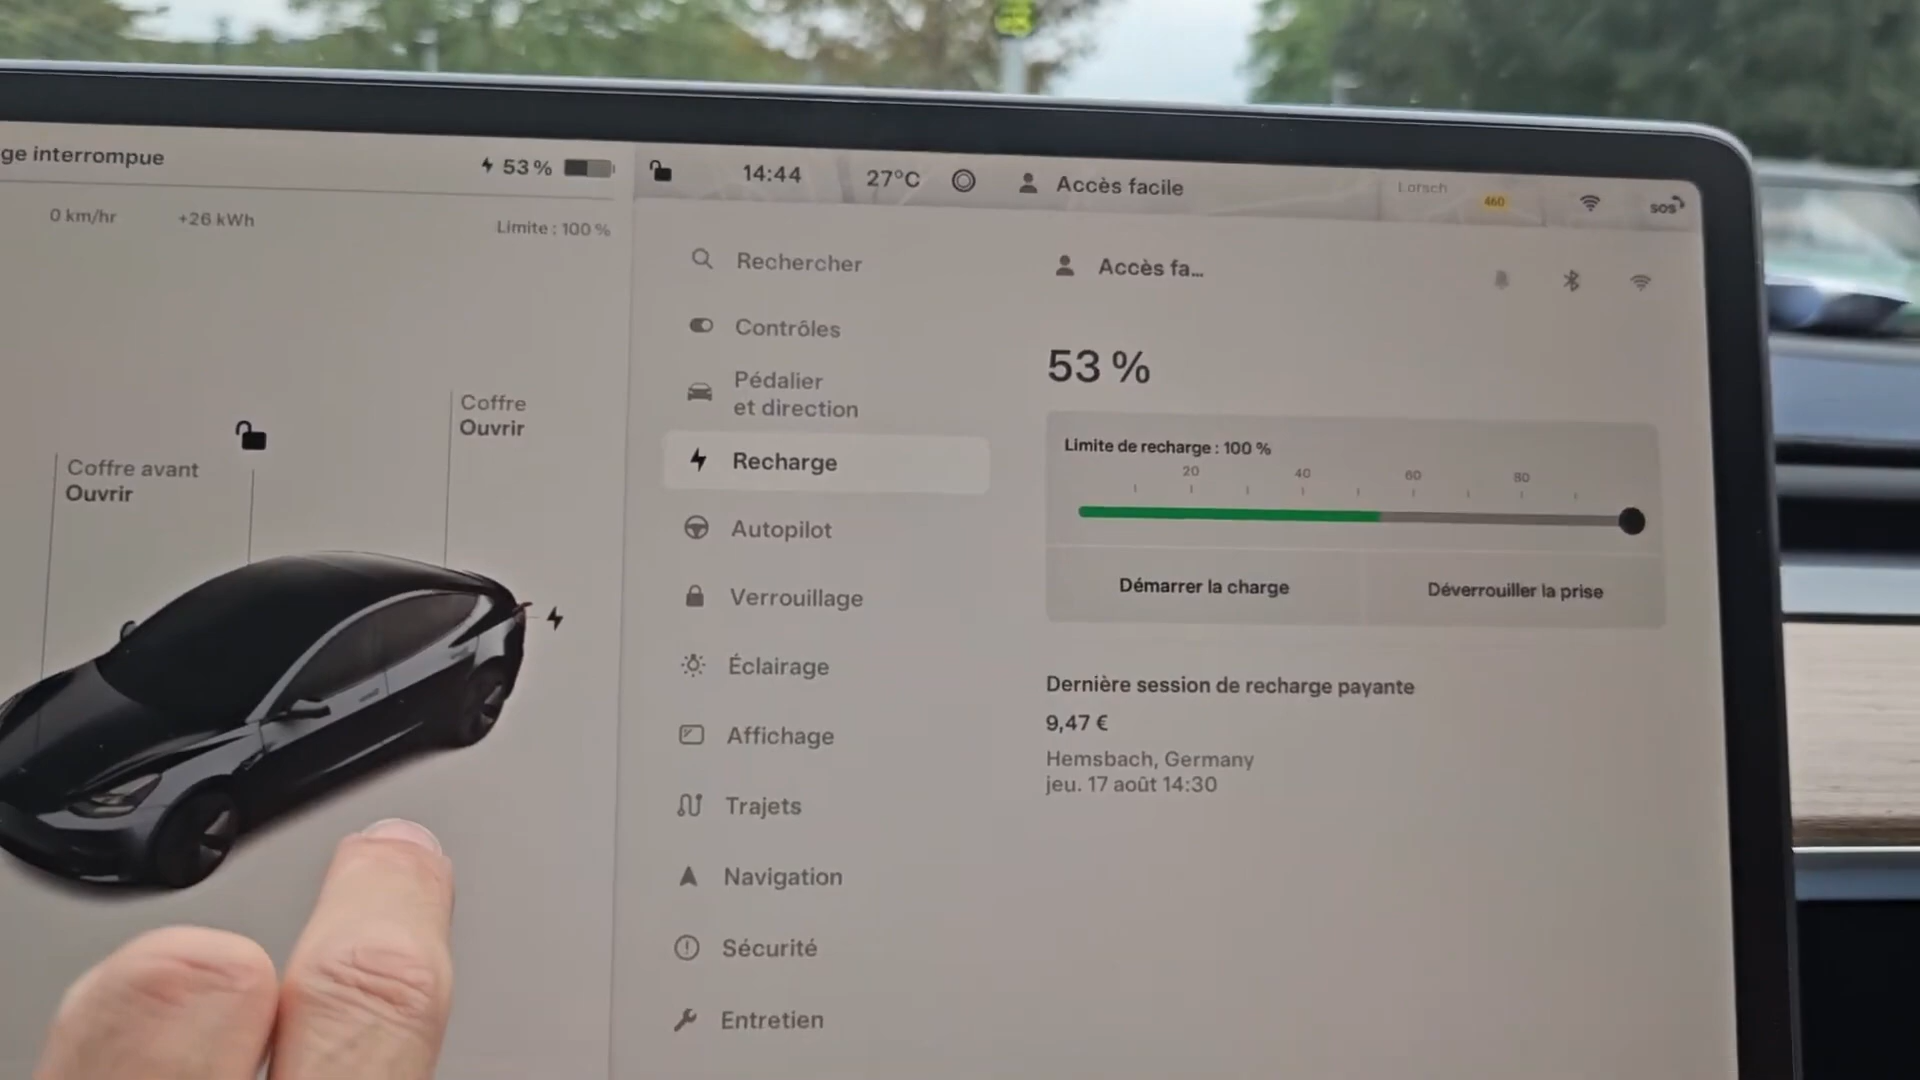 ge interrompue
53 %
0 km/hr
+26 kWh
Limite : 100 %
Coffre
Ouvrir
Coffre avant
Ouvrir
14:44
27°C
Accès facile
Lorsch
460
SOS
Rechercher
Contrôles
Pédalier
et direction
Recharge
Autopilot
Verrouillage
Éclairage
Affichage
Trajets
Navigation
Sécurité
Entretien
Accès fa...
53 %
Limite de recharge : 100 %
20 40 60 80
Démarrer la charge
Déverrouiller la prise
Dernière session de recharge payante
9,47 €
Hemsbach, Germany
jeu. 17 août 14:30